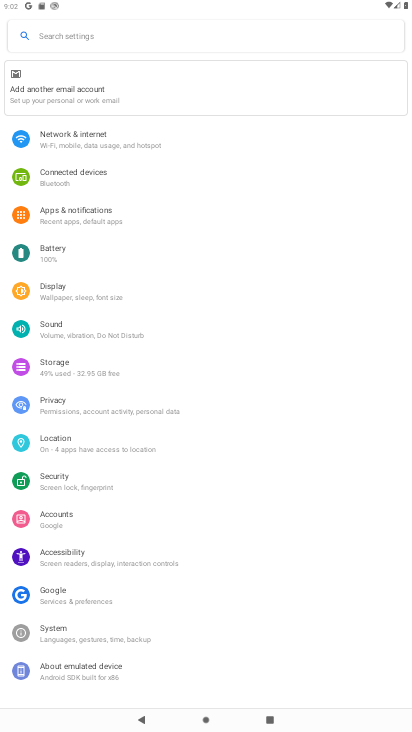 9:02
Search settings
Add another email account
Set up your personal or work email
Network & internet
Wi-Fi, mobile, data usage, and hotspot
Connected devices
Bluetooth
Apps & notifications
Recent apps, default apps
Battery
100%
Display
Wallpaper, sleep, font size
Sound
Volume, vibration, Do Not Disturb
Storage
49% used - 32.95 GB free
Privacy
Permissions, account activity, personal data
Location
On - 4 apps have access to location
Security
Screen lock, fingerprint
Accounts
Google
Accessibility
Screen readers, display, interaction controls
Google
Services & preferences
System
Languages, gestures, time, backup
About emulated device
Android SDK built for x86